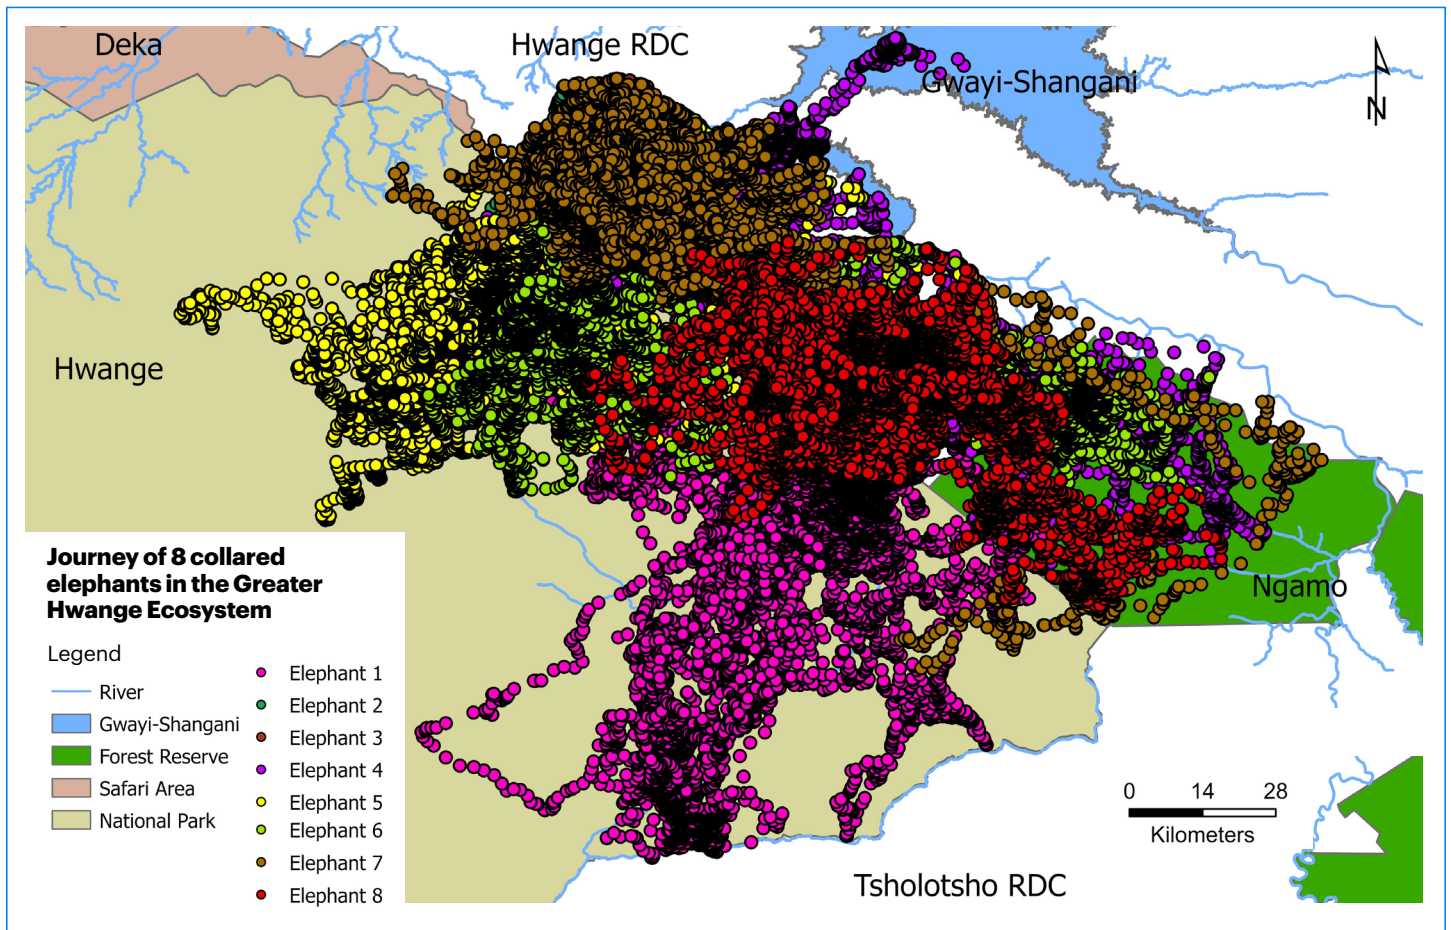 Deka
Hwange RDC
Gwayi-Shangani
N
Hwange
Ngamo
Tsholotsho RDC
Journey of 8 collared
elephants in the Greater
Hwange Ecosystem
Legend
River
Gwayi-Shangani
Forest Reserve
Safari Area
National Park
Elephant 1
Elephant 2
Elephant 3
Elephant 4
Elephant 5
Elephant 6
Elephant 7
Elephant 8
0 14 28
Kilometers